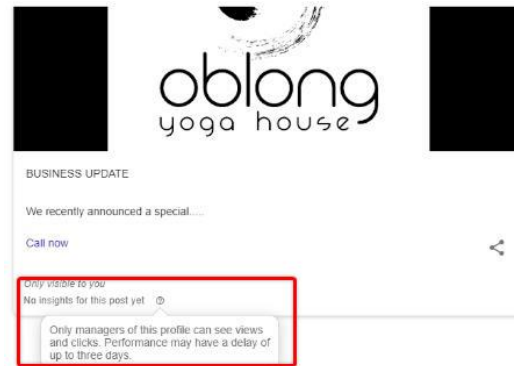 oblong
yoga house
BUSINESS UPDATE
We recently announced a special.....
Call now
Only visible to you
No insights for this post yet
Only managers of this profile can see views
and clicks. Performance may have a delay of
up to three days.